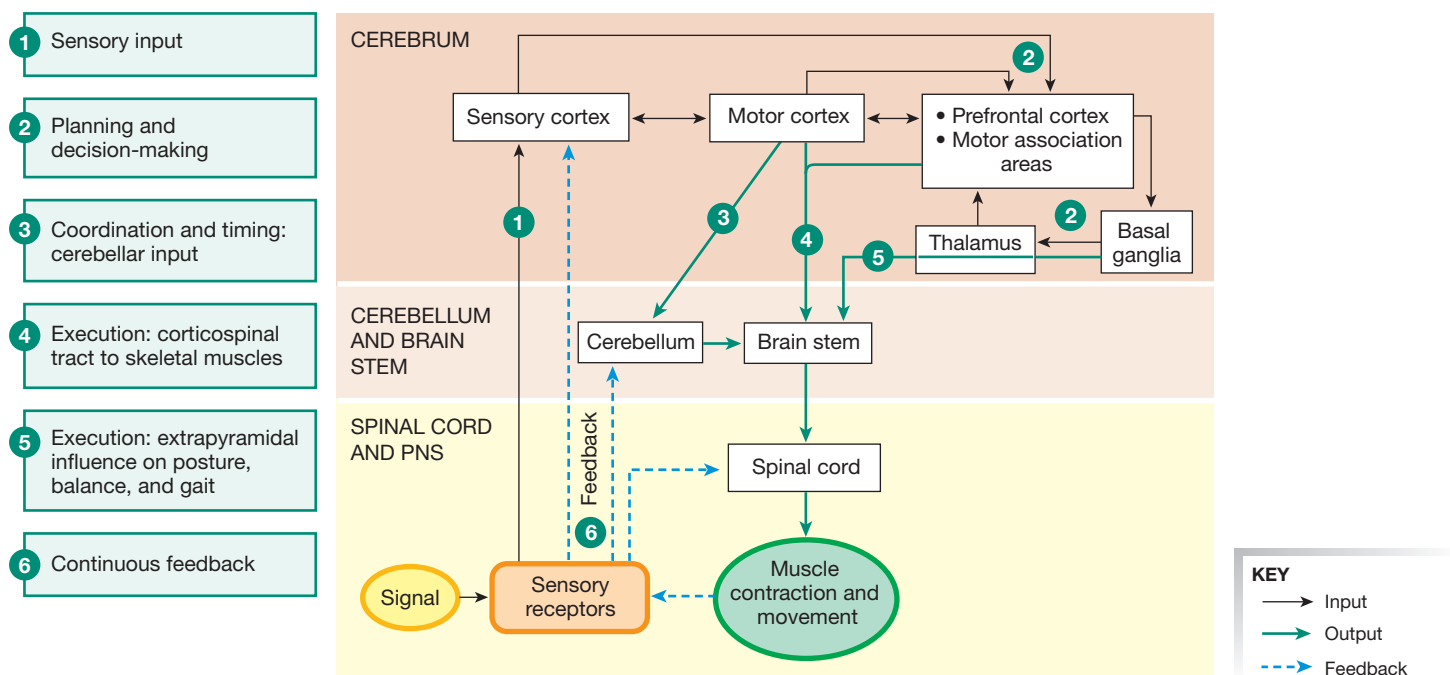 1 Sensory input
2 Planning and
decision-making
3 Coordination and timing:
cerebellar input
4 Execution: corticospinal
tract to skeletal muscles
5 Execution: extrapyramidal
influence on posture,
balance, and gait
6 Continuous feedback
CEREBRUM
2
Sensory cortex
Motor cortex
• Prefrontal cortex
• Motor association
areas
1
3
4
2
5
Thalamus
Basal
ganglia
CEREBELLUM
AND BRAIN
STEM
Cerebellum
Brain stem
SPINAL CORD
AND PNS
Feedback
6
Spinal cord
Signal
Sensory
receptors
Muscle
contraction and
movement
KEY
Input
Output
Feedback